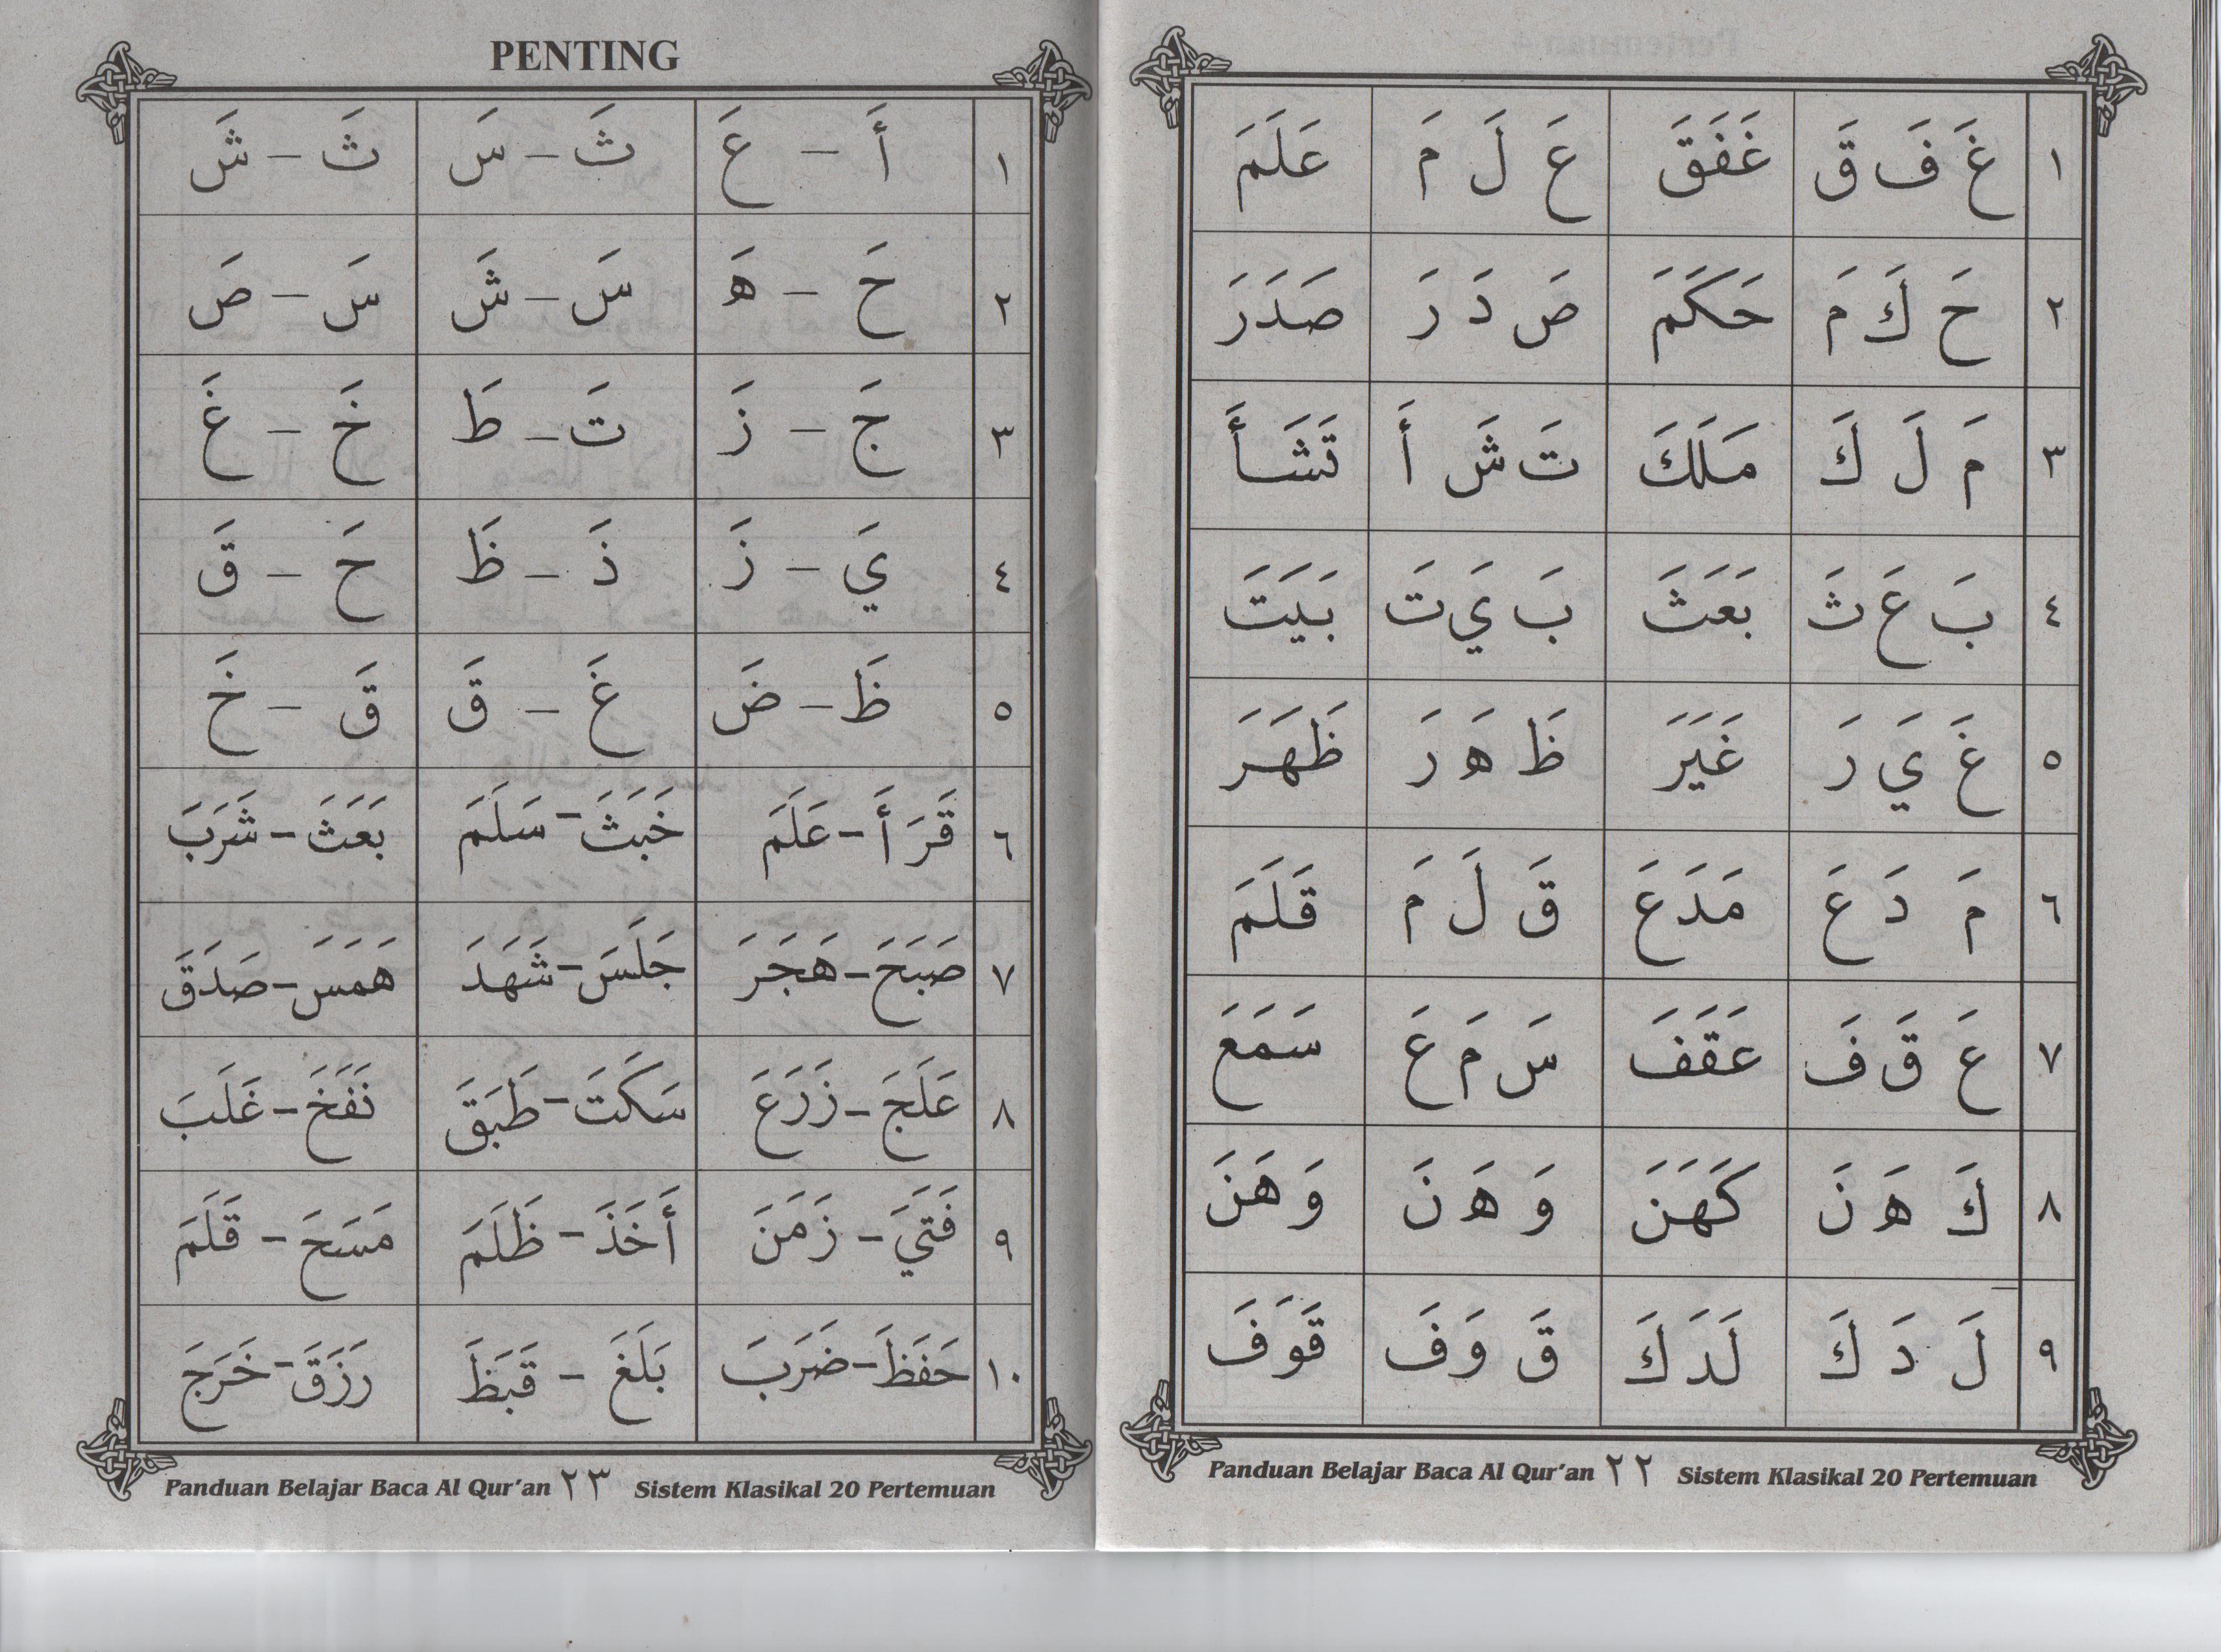 ١ غَ فَ قَ غَفَقَ عَ لَ مَ عَلَمَ
٢ حَ كَ مَ حَكَمَ صَ دَ رَ صَدَرَ
٣ مَ لَ كَ مَلَكَ تَ شَ أَ تَشَأَ
٤ بَ عَ ثَ بَعَثَ بَ يَ تَ بَيَتَ
٥ غَ يَ رَ غَيَرَ ظَ هَ رَ ظَهَرَ
٦ مَ دَ عَ مَدَعَ قَ لَ مَ قَلَمَ
٧ عَ قَ فَ عَقَفَ سَ مَ عَ سَمَعَ
٨ كَ هَ نَ كَهَنَ وَ هَ نَ وَهَنَ
٩ لَ دَ كَ لَدَكَ قَ وَ فَ قَوَفَ
Panduan Belajar Baca Al Qur'an ٢٢ Sistem Klasikal 20 Pertemuan
PENTING
١ أَ – عَ ثَ – سَ ثَ – شَ
٢ حَ – هَ سَ – شَ سَ – صَ
٣ جَ – زَ تَ – طَ خَ – غَ
٤ يَ – زَ ذَ – ظَ حَ – قَ
٥ ظَ – ضَ غَ – قَ قَ – خَ
٦ قَرَأَ – عَلَمَ خَبَثَ – سَلَمَ بَعَثَ – شَرَبَ
٧ صَبَحَ – هَجَرَ جَلَسَ – شَهَدَ هَمَسَ – صَدَقَ
٨ عَلَجَ – زَرَعَ سَكَتَ – طَبَقَ نَفَخَ – غَلَبَ
٩ فَتَيَ – زَمَنَ أَخَذَ – ظَلَمَ مَسَحَ – قَلَمَ
١٠ حَفَظَ – ضَرَبَ بَلَغَ – قَبَظَ رَزَقَ – خَرَجَ
Panduan Belajar Baca Al Qur'an ٢٣ Sistem Klasikal 20 Pertemuan